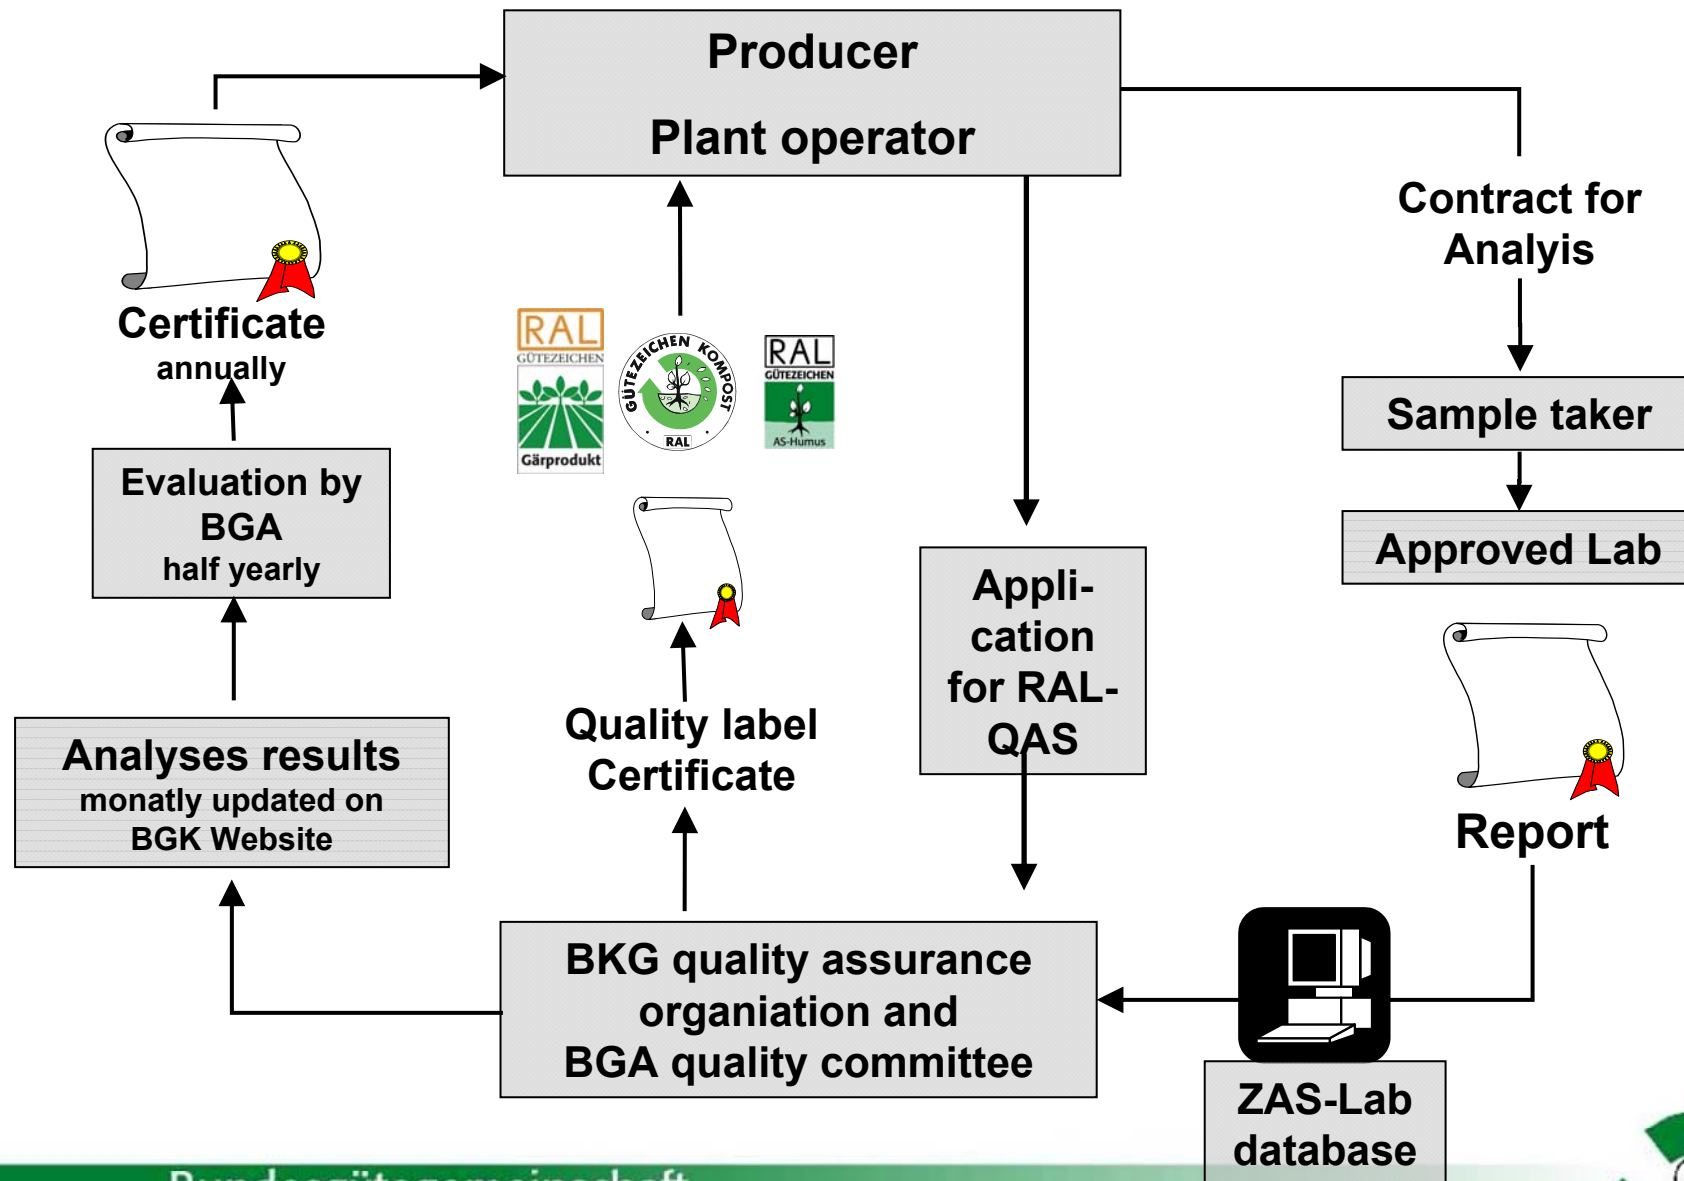 Producer
Plant operator
Contract for
Analyis
Sample taker
Approved Lab
Report
ZAS-Lab
database
Certificate
annually
Evaluation by
BGA
half yearly
Analyses results
monatly updated on
BGK Website
RAL
GÜTEZEICHEN
Gärprodukt
GÜTEZEICHEN KOMPOST
RAL
RAL
GÜTEZEICHEN
AS-Humus
Quality label
Certificate
Appli-
cation
for RAL-
QAS
BKG quality assurance
organiation and
BGA quality committee
Bundesgütegemeinschaft